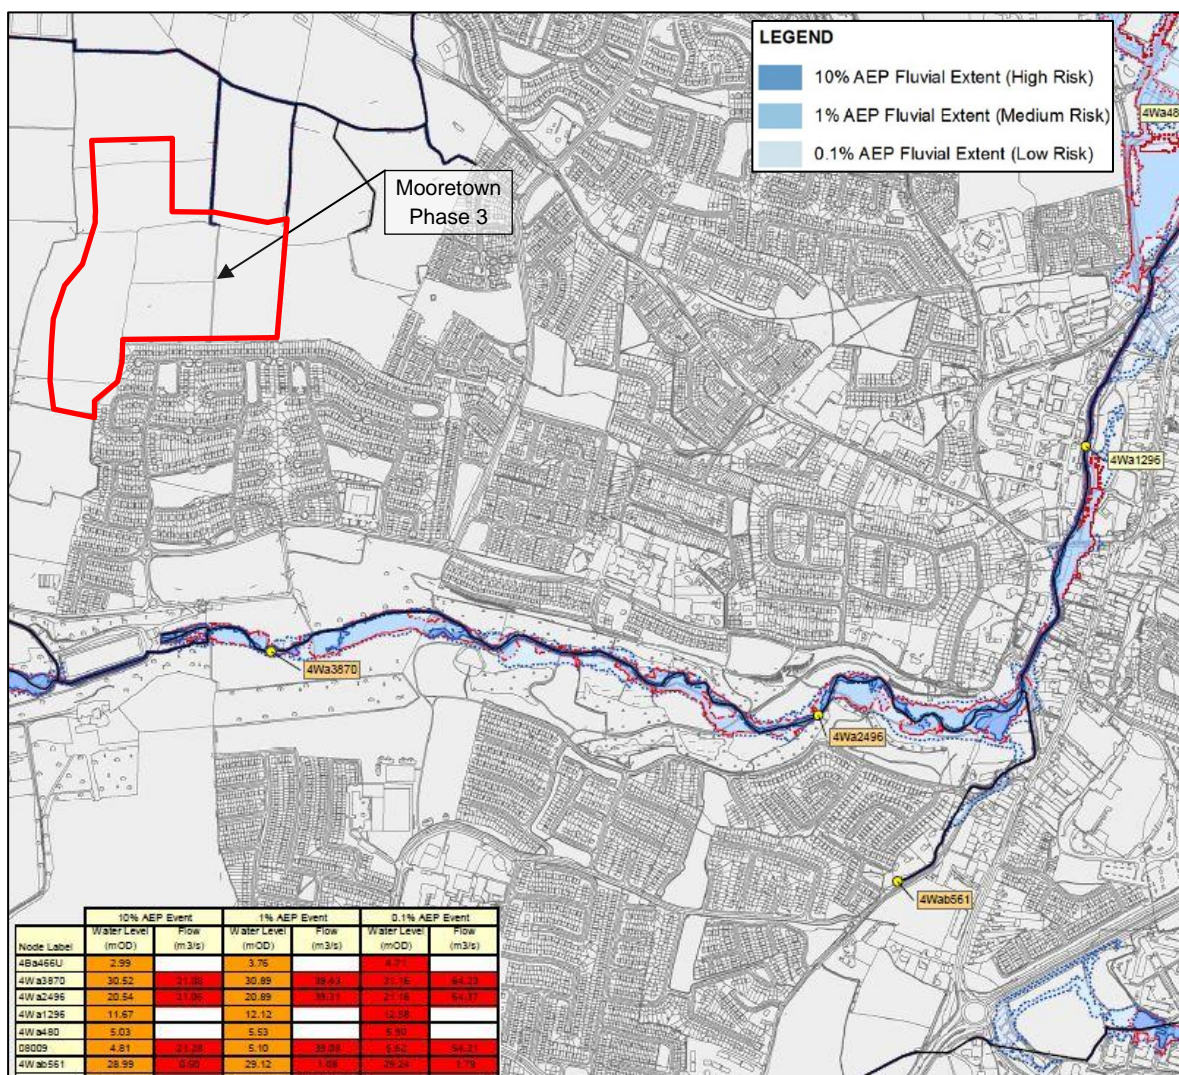 LEGEND
10% AEP Fluvial Extent (High Risk)
1% AEP Fluvial Extent (Medium Risk)
0.1% AEP Fluvial Extent (Low Risk)
4Wa48
Mooretown
Phase 3
4Wa1296
4Wa3870
4Wa2496
4Wab561
10% AEP Event 1% AEP Event 0.1% AEP Event
Node Label Water Level (mOD) Flow (m3/s) Water Level (mOD) Flow (m3/s) Water Level (mOD) Flow (m3/s)
4Ba466U 2.99 3.76
4Wa3870 30.52 30.89
4Wa2496 20.54 20.89
4Wa1296 11.67 12.12
4Wa480 5.03 5.53
08009 4.81 5.10
4Wab561 28.99 29.12